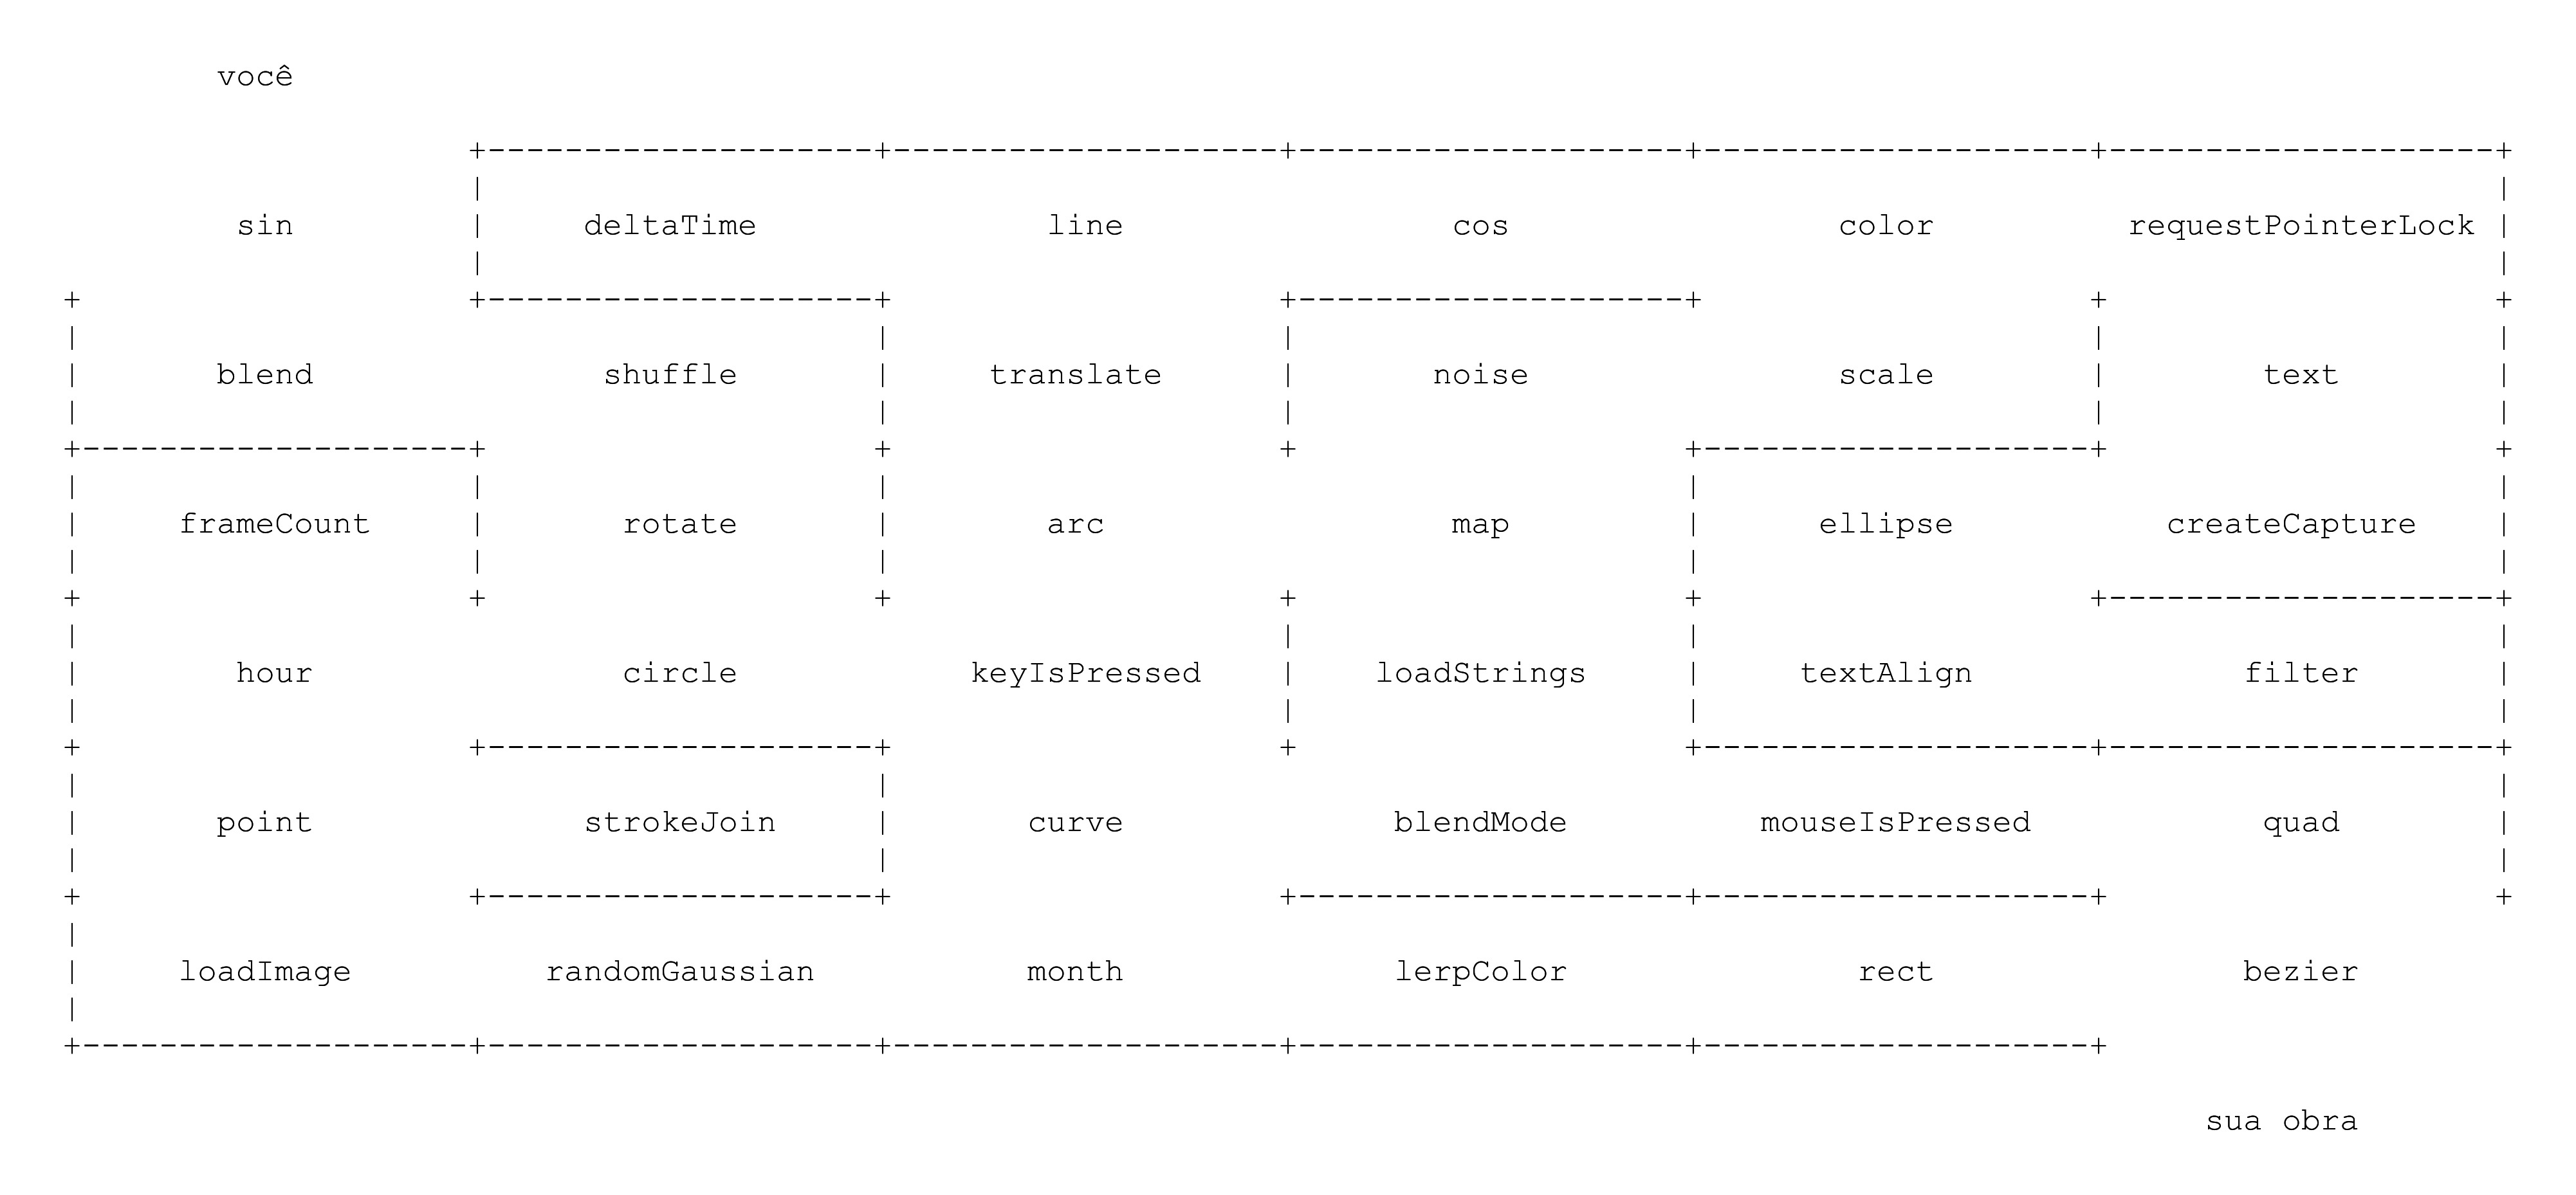 você
sin deltaTime line cos color requestPointerLock
blend shuffle translate noise scale text
frameCount rotate arc map ellipse createCapture
hour circle keyIsPressed loadStrings textAlign filter
point strokeJoin curve blendMode mouseIsPressed quad
loadImage randomGaussian month lerpColor rect bezier
sua obra